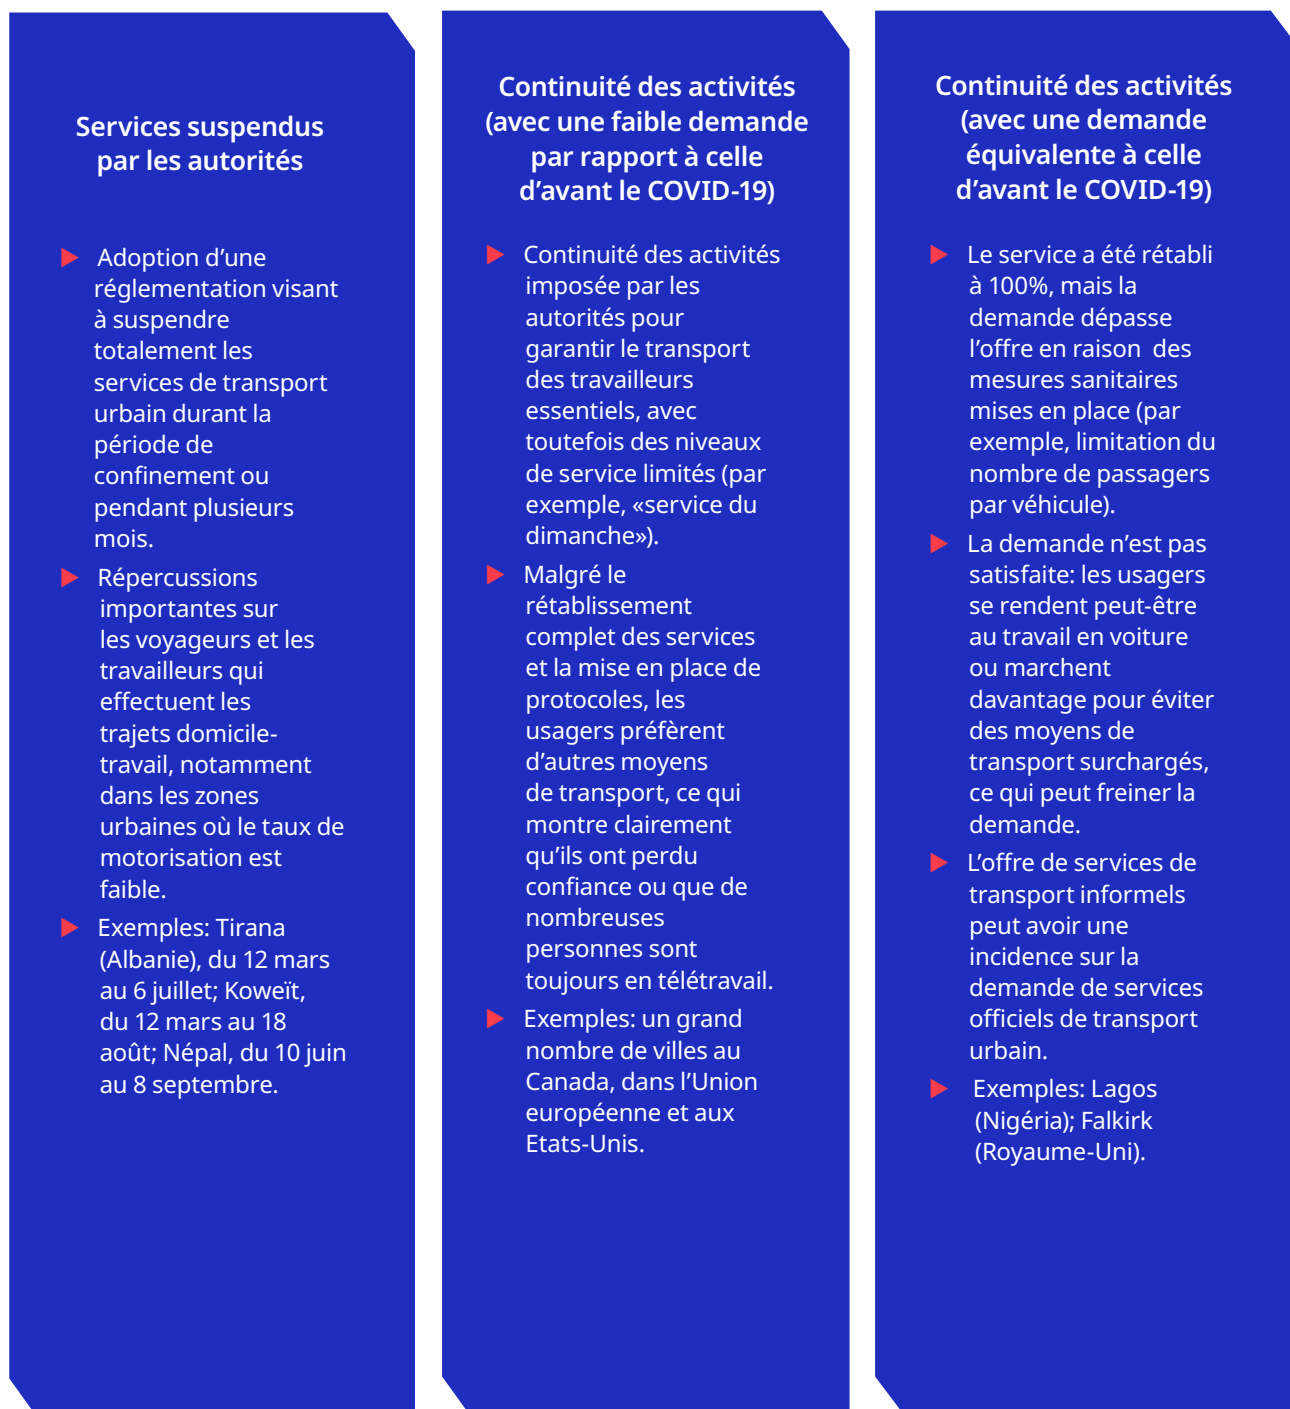 Services suspendus
par les autorités
Adoption d’une
réglementation visant
à suspendre
totalement les
services de transport
urbain durant la
période de
confinement ou
pendant plusieurs
mois.
Répercussions
importantes sur
les voyageurs et les
travailleurs qui
effectuent les
trajets domicile-
travail, notamment
dans les zones
urbaines où le taux de
motorisation est
faible.
Exemples: Tirana
(Albanie), du 12 mars
au 6 juillet; Koweït,
du 12 mars au 18
août; Népal, du 10 juin
au 8 septembre.
Continuité des activités
(avec une faible demande
par rapport à celle
d’avant le COVID-19)
Continuité des activités
imposée par les
autorités pour
garantir le transport
des travailleurs
essentiels, avec
toutefois des niveaux
de service limités (par
exemple, «service du
dimanche»).
Malgré le
rétablissement
complet des services
et la mise en place de
protocoles, les
usagers préfèrent
d’autres moyens
de transport, ce qui
montre clairement
qu’ils ont perdu
confiance ou que de
nombreuses
personnes sont
toujours en télétravail.
Exemples: un grand
nombre de villes au
Canada, dans l’Union
européenne et aux
Etats-Unis.
Continuité des activités
(avec une demande
équivalente à celle
d’avant le COVID-19)
Le service a été rétabli
à 100%, mais la
demande dépasse
l’offre en raison des
mesures sanitaires
mises en place (par
exemple, limitation du
nombre de passagers
par véhicule).
La demande n’est pas
satisfaite: les usagers
se rendent peut-être
au travail en voiture
ou marchent
davantage pour éviter
des moyens de
transport surchargés,
ce qui peut freiner la
demande.
L’offre de services de
transport informels
peut avoir une
incidence sur la
demande de services
officiels de transport
urbain.
Exemples: Lagos
(Nigéria); Falkirk
(Royaume-Uni).